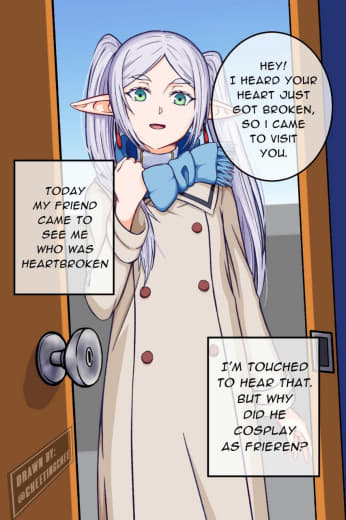 HEY!
I HEARD YOUR
HEART JUST
GOT BROKEN,
SO I CAME
TO VISIT
YOU.
TODAY
MY FRIEND
CAME TO
SEE ME
WHO WAS
HEARTBROKEN
I'M TOUCHED
TO HEAR THAT.
BUT WHY
DID HE
COSPLAY
AS FRIEREN?
DRAWN BY:
@CHEETINGCHEE